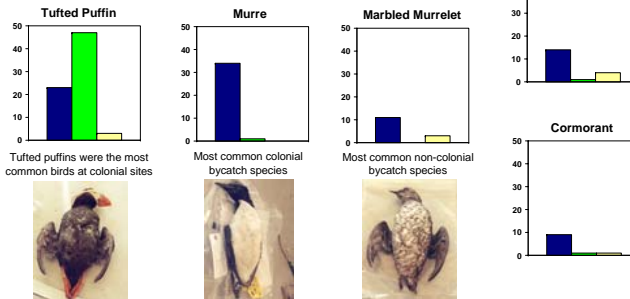 Tufted Puffin
50
40
30
20
10
0
Tufted puffins were the most
common birds at colonial sites
Murre
50
40
30
20
10
0
Most common colonial
bycatch species
Marbled Murrelet
50
40
30
20
10
0
Most common non-colonial
bycatch species
30
20
10
0
Cormorant
50
40
30
20
10
0